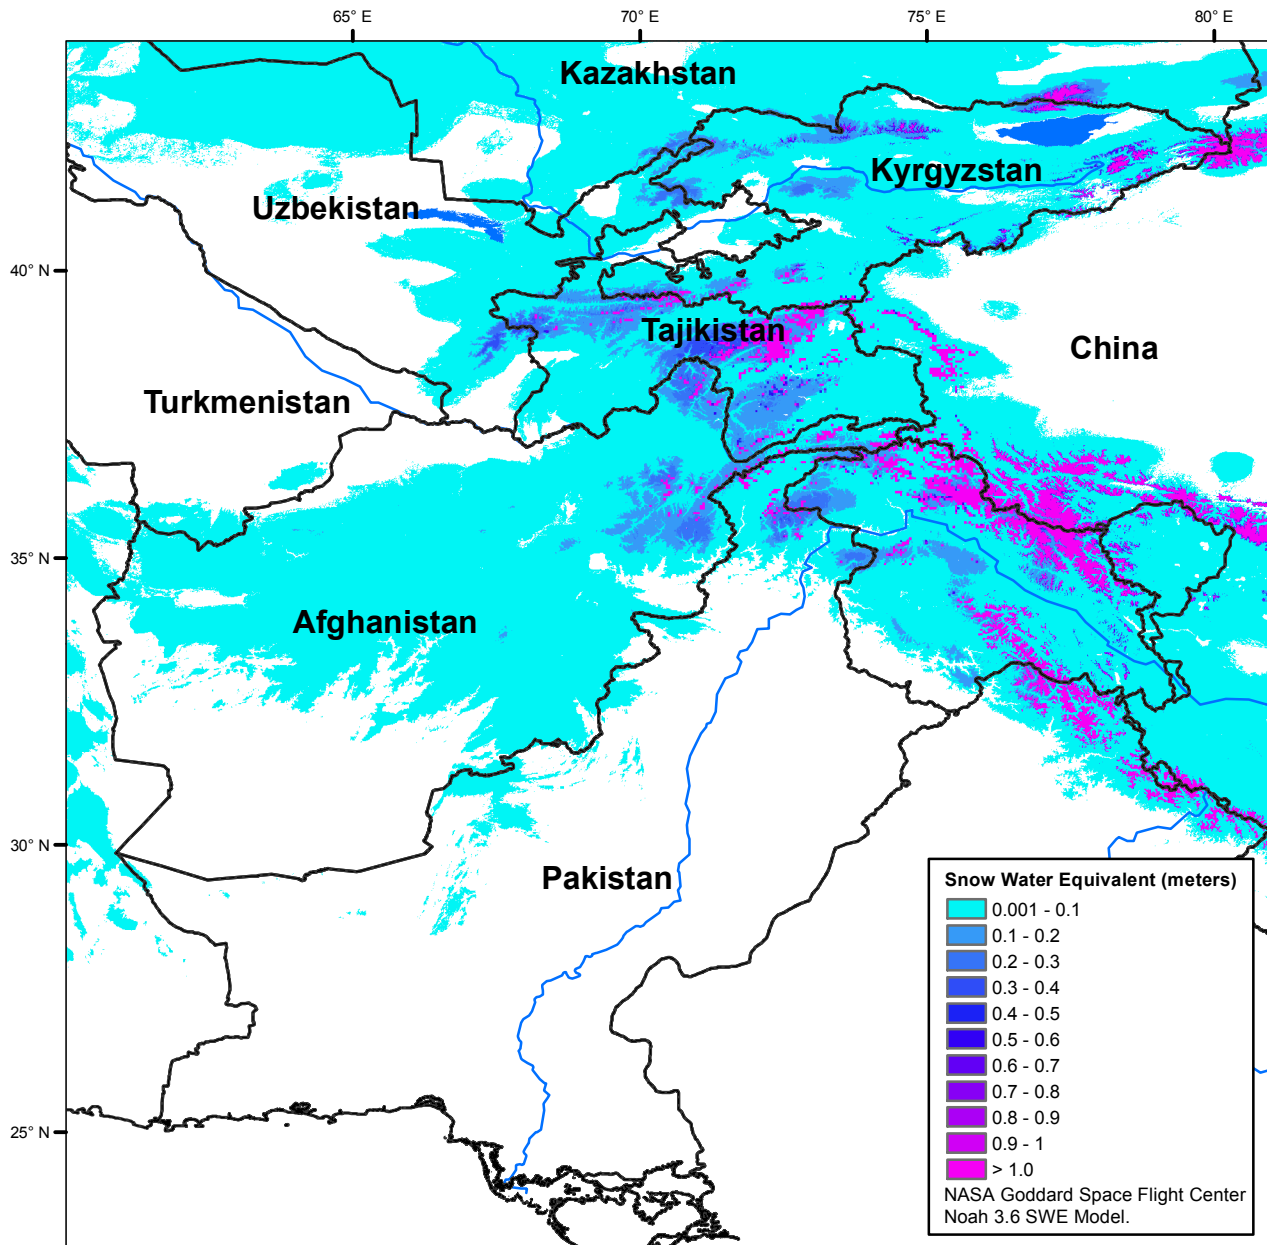 65° E
70° E
75° E
80° E
Kazakhstan
Kyrgyzstan
Uzbekistan
40° N
Tajikistan
China
Turkmenistan
35° N
Afghanistan
30° N
Pakistan
25° N
Snow Water Equivalent (meters)
0.001 - 0.1
0.1 - 0.2
0.2 - 0.3
0.3 - 0.4
0.4 - 0.5
0.5 - 0.6
0.6 - 0.7
0.7 - 0.8
0.8 - 0.9
0.9 - 1
> 1.0
NASA Goddard Space Flight Center
Noah 3.6 SWE Model.